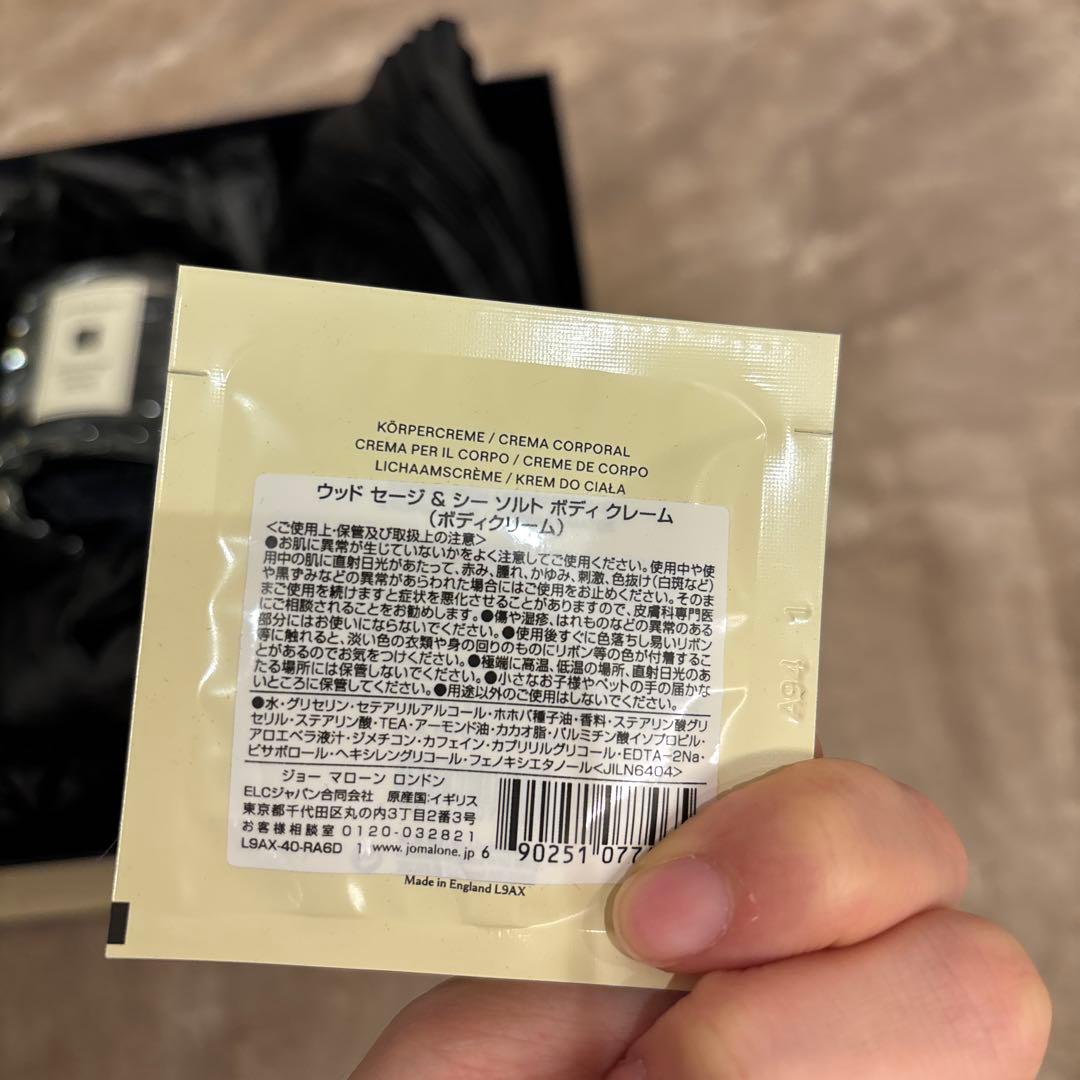 KÖRPERCREME / CREMA CORPORAL
CREMA PER IL CORPO / CREME DE CORPO
LICHAAMSCRÈME / KREM DO CIAŁA
ウッド セージ & シー ソルト ボディ クレーム
(ボディクリーム)
<ご使用上・保管及び取扱上の注意>
●お肌に異常が生じていないかをよく注意してご使用ください。使用中や使
用中の肌に直射日光があたって、赤み、腫れ、かゆみ、刺激、色抜け(白斑など)
や黒ずみなどの異常があらわれた場合にはご使用をお止めください。そのま
まご使用を続けますと症状を悪化させることがありますので、皮膚科専門医
にご相談されることをお勧めします。●傷や湿疹、はれものなどの異常のある
部分にはお使いにならないでください。●使用後すぐに色落ちし易いリボン
等に触れると、淡い色の衣類や身の回りのものにリボン等の色が付着するこ
とがあるのでお気をつけください。●極端に高温、低温の場所、直射日光のあ
たる場所には保管しないでください。●小さなお子様やペットの手の届かな
いところに保管してください。●用途以外のご使用はしないでください。
●水・グリセリン・セテアリルアルコール・ホホバ種子油・香料・ステアリン酸グリ
セリル・ステアリン酸・TEA・アーモンド油・カカオ脂・パルミチン酸イソプロピル・
アロエベラ液汁・ジメチコン・カフェイン・カプリリルグリコール・EDTA-2Na・
ビサボロール・ヘキシレングリコール・フェノキシエタノール<JILN6404>
ジョー マローン ロンドン
ELCジャパン合同会社 原産国:イギリス
東京都千代田区丸の内3丁目2番3号
お客様相談室 0120-032821
L9AX-40-RA6D 1 www.jomalone.jp
6 90251 077
Made in England L9AX
A94 1